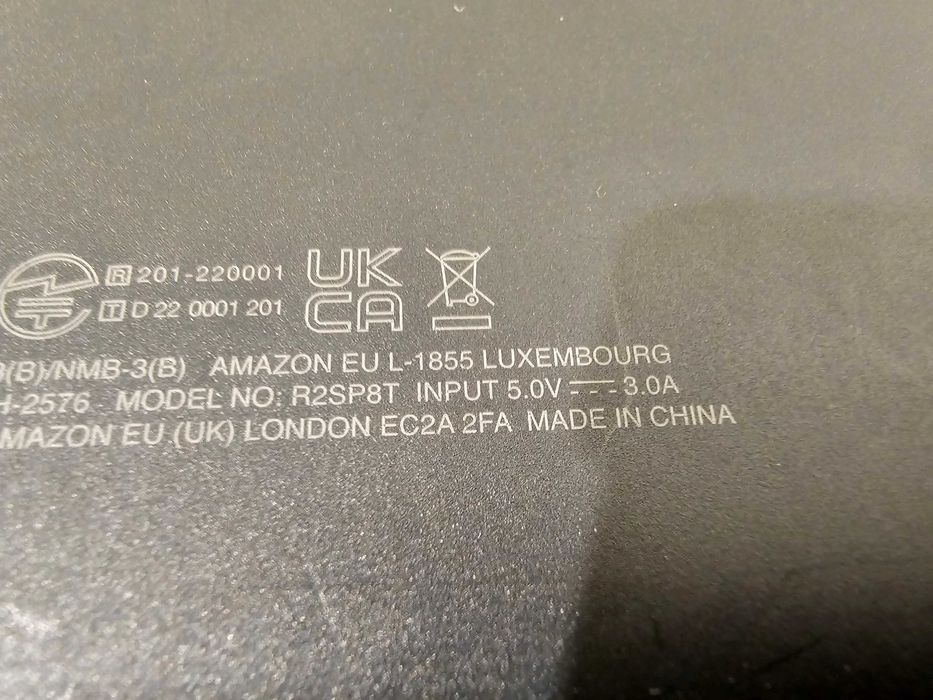 R 201-220001
T D 22 0001 201
UK
CA
(B)/NMB-3(B) AMAZON EU L-1855 LUXEMBOURG
-2576 MODEL NO: R2SP8T INPUT 5.0V ⎓ 3.0A
MAZON EU (UK) LONDON EC2A 2FA MADE IN CHINA